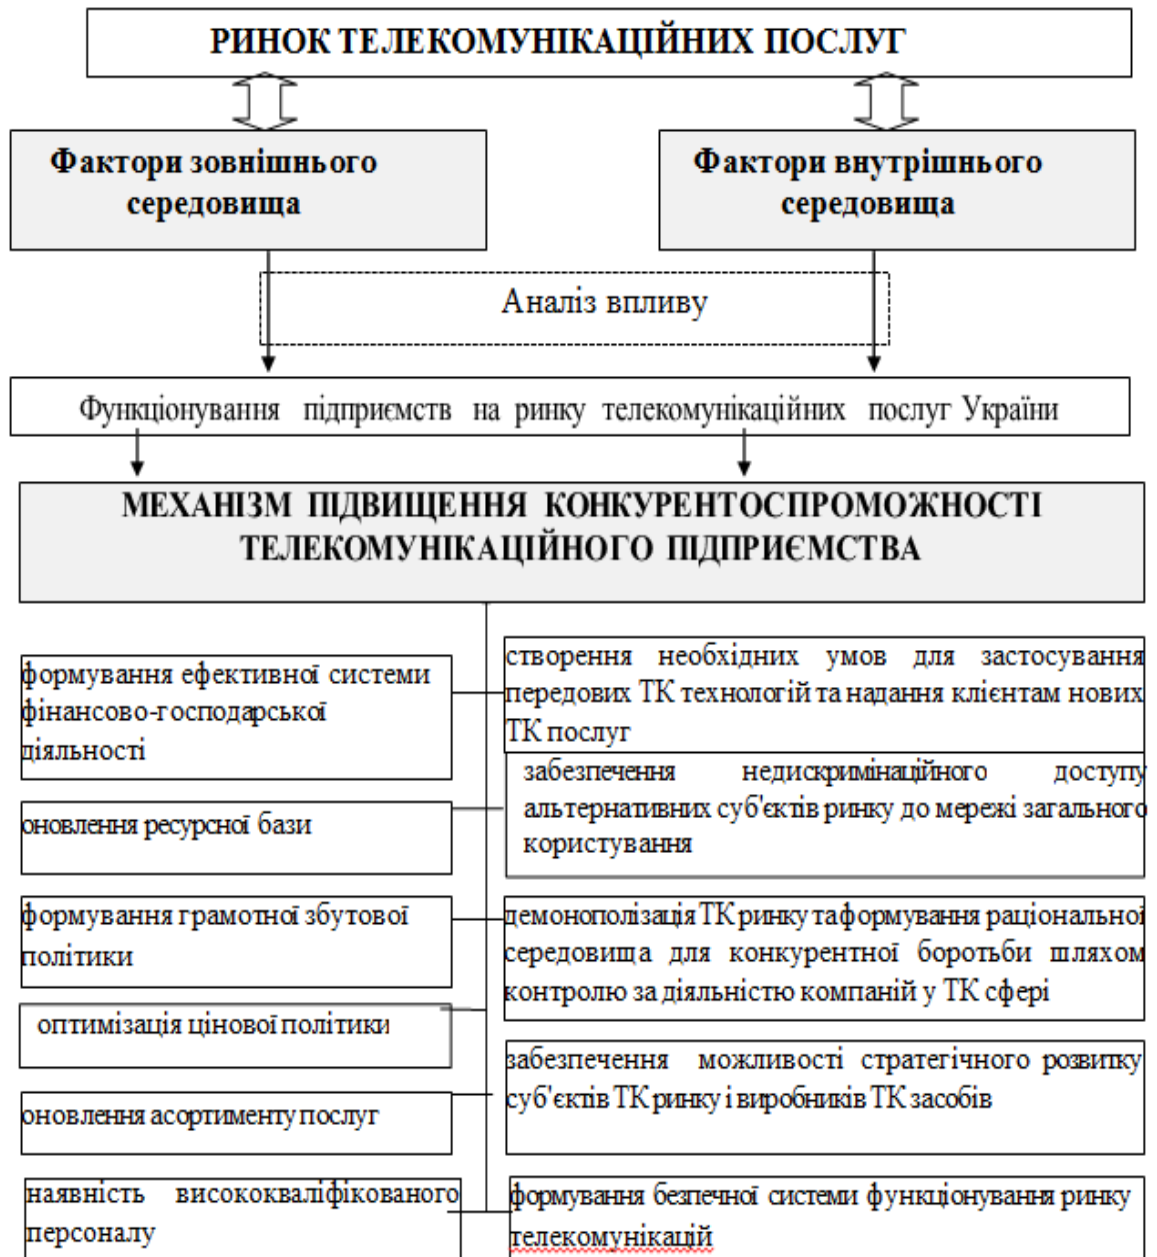 РИНОК ТЕЛЕКОМУНІКАЦІЙНИХ ПОСЛУГ
Фактори зовнішнього
середовища
Фактори внутрішнього
середовища
Аналіз впливу
Функціонування підприємств на ринку телекомунікаційних послуг України
МЕХАНІЗМ ПІДВИЩЕННЯ КОНКУРЕНТОСПРОМОЖНОСТІ
ТЕЛЕКОМУНІКАЦІЙНОГО ПІДПРИЄМСТВА
формування ефективної системи
фінансово-господарської
діяльності
оновлення ресурсної бази
формування грамотної збутової
політики
оптимізація цінової політики
оновлення асортименту послуг
наявність висококваліфікованого
персоналу
створення необхідних умов для застосування
передових ТК технологій та надання клієнтам нових
ТК послуг
забезпечення недискримінаційного доступу
альтернативних суб'єктів ринку до мережі загального
користування
демонополізація ТК ринку та формування раціональної
середовища для конкурентної боротьби шляхом
контролю за діяльністю компаній у ТК сфері
забезпечення можливості стратегічного розвитку
суб'єктів ТК ринку і виробників ТК засобів
формування безпечної системи функціонування ринку
телекомунікацій